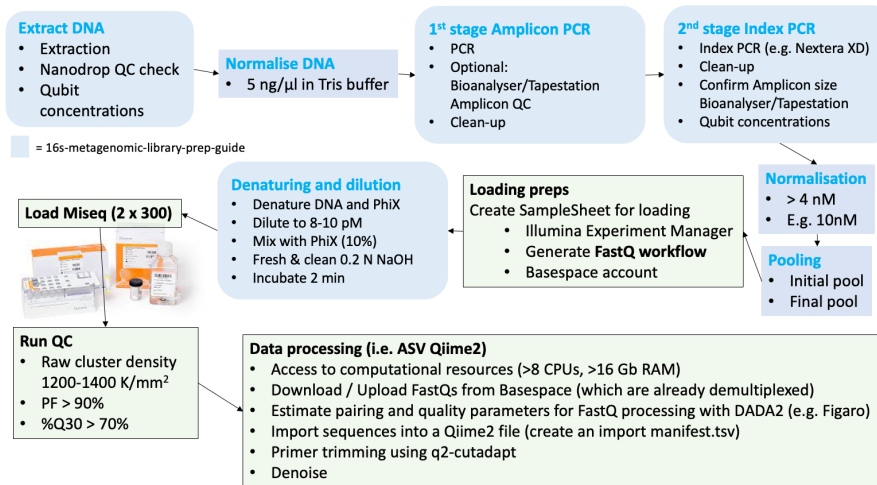 Extract DNA
• Extraction
• Nanodrop QC check
• Qubit
concentrations
Normalise DNA
• 5 ng/µl in Tris buffer
1st stage Amplicon PCR
• PCR
• Optional:
Bioanalyser/Tapestation
Amplicon QC
• Clean-up
2nd stage Index PCR
• Index PCR (e.g. Nextera XD)
• Clean-up
• Confirm Amplicon size
Bioanalyser/Tapestation
• Qubit concentrations
= 16s-metagenomic-library-prep-guide
Normalisation
• > 4 nM
• E.g. 10nM
Pooling
• Initial pool
• Final pool
Loading preps
Create SampleSheet for loading
• Illumina Experiment Manager
• Generate FastQ workflow
• Basespace account
Denaturing and dilution
• Denature DNA and PhiX
• Dilute to 8-10 pM
• Mix with PhiX (10%)
• Fresh & clean 0.2 N NaOH
• Incubate 2 min
Load Miseq (2 x 300)
Run QC
• Raw cluster density
1200-1400 K/mm2
• PF > 90%
• %Q30 > 70%
Data processing (i.e. ASV Qiime2)
• Access to computational resources (>8 CPUs, >16 Gb RAM)
• Download / Upload FastQs from Basespace (which are already demultiplexed)
• Estimate pairing and quality parameters for FastQ processing with DADA2 (e.g. Figaro)
• Import sequences into a Qiime2 file (create an import manifest.tsv)
• Primer trimming using q2-cutadapt
• Denoise